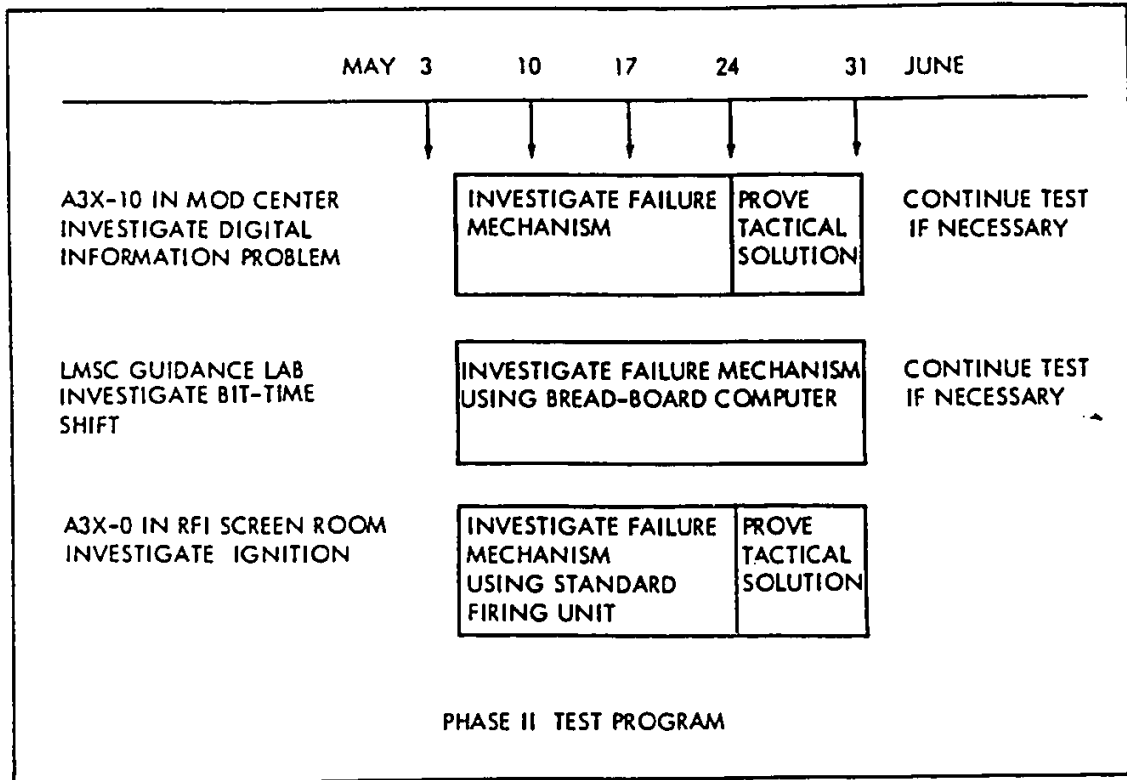 MAY 3 10 17 24 31 JUNE
A3X-10 IN MOD CENTER
INVESTIGATE DIGITAL
INFORMATION PROBLEM
INVESTIGATE FAILURE
MECHANISM
PROVE
TACTICAL
SOLUTION
CONTINUE TEST
IF NECESSARY
LMSC GUIDANCE LAB
INVESTIGATE BIT-TIME
SHIFT
INVESTIGATE FAILURE MECHANISM
USING BREAD-BOARD COMPUTER
CONTINUE TEST
IF NECESSARY
A3X-0 IN RFI SCREEN ROOM
INVESTIGATE IGNITION
INVESTIGATE FAILURE
MECHANISM
USING STANDARD
FIRING UNIT
PROVE
TACTICAL
SOLUTION
PHASE II TEST PROGRAM